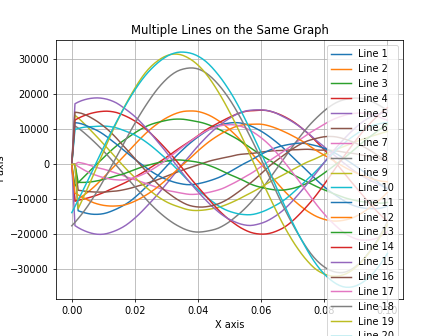 Multiple Lines on the Same Graph
30000
20000
10000
0
−10000
−20000
−30000
0.00
0.02
0.04
0.06
X axis
Line 1
Line 2
Line 3
Line 4
Line 5
Line 6
Line 7
Line 8
Line 9
Line 10
Line 11
Line 12
Line 13
Line 14
Line 15
Line 16
Line 17
Line 18
Line 19
Line 20